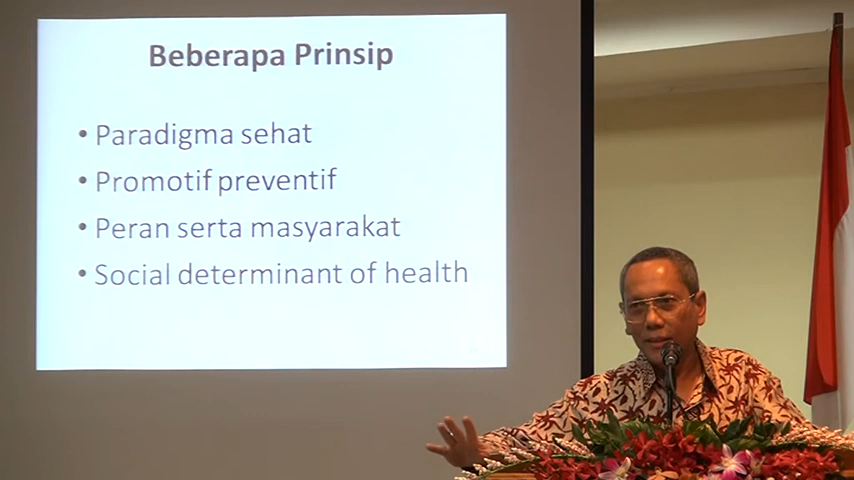 Beberapa Prinsip
• Paradigma sehat
• Promotif preventif
• Peran serta masyarakat
• Social determinant of health